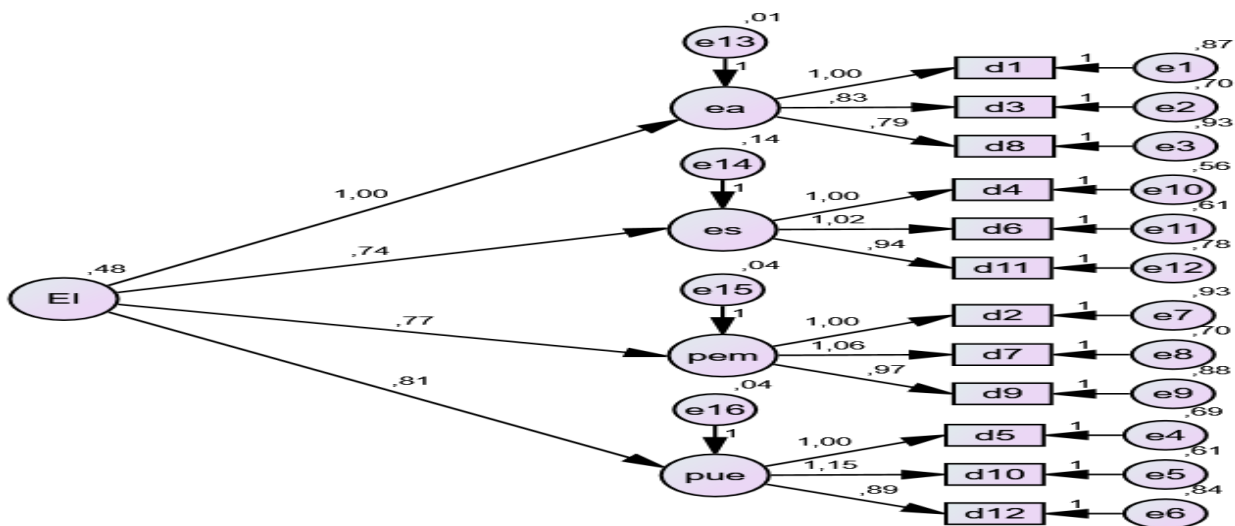 ,01
e13
1
,87
1,00
d1
1
e1
ea
,83
d3
1
,70
e2
,79
d8
1
,93
e3
,14
e14
1
,56
1,00
d4
1
e10
1,00
es
1,02
d6
1
,61
e11
,74
,94
d11
1
,78
e12
,48
EI
,04
e15
1
,93
1,00
d2
1
e7
,77
pem
1,06
d7
1
,70
e8
,97
d9
1
,88
e9
,81
,04
e16
1
,69
1,00
d5
1
e4
pue
1,15
d10
1
,61
e5
,89
d12
1
,84
e6